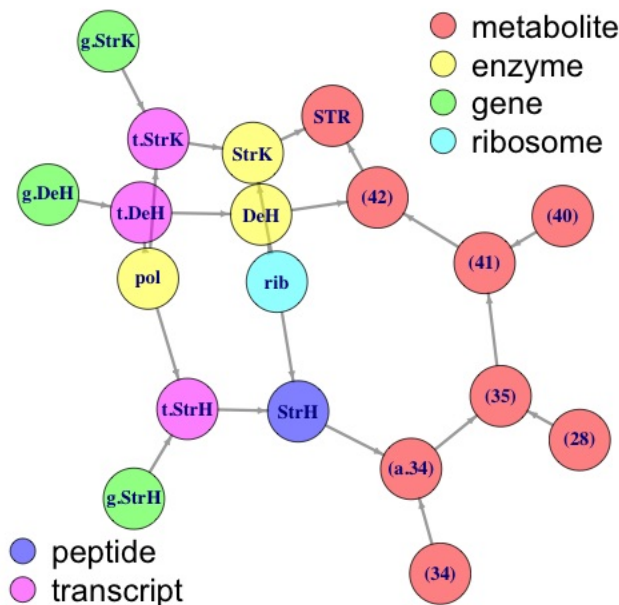 g.StrK
metabolite
enzyme
gene
ribosome
STR
t.StrK
StrK
g.DeH
t.DeH
DeH
(42)
(40)
(41)
pol
rib
t.StrH
StrH
(35)
(28)
(a.34)
g.StrH
(34)
peptide
transcript